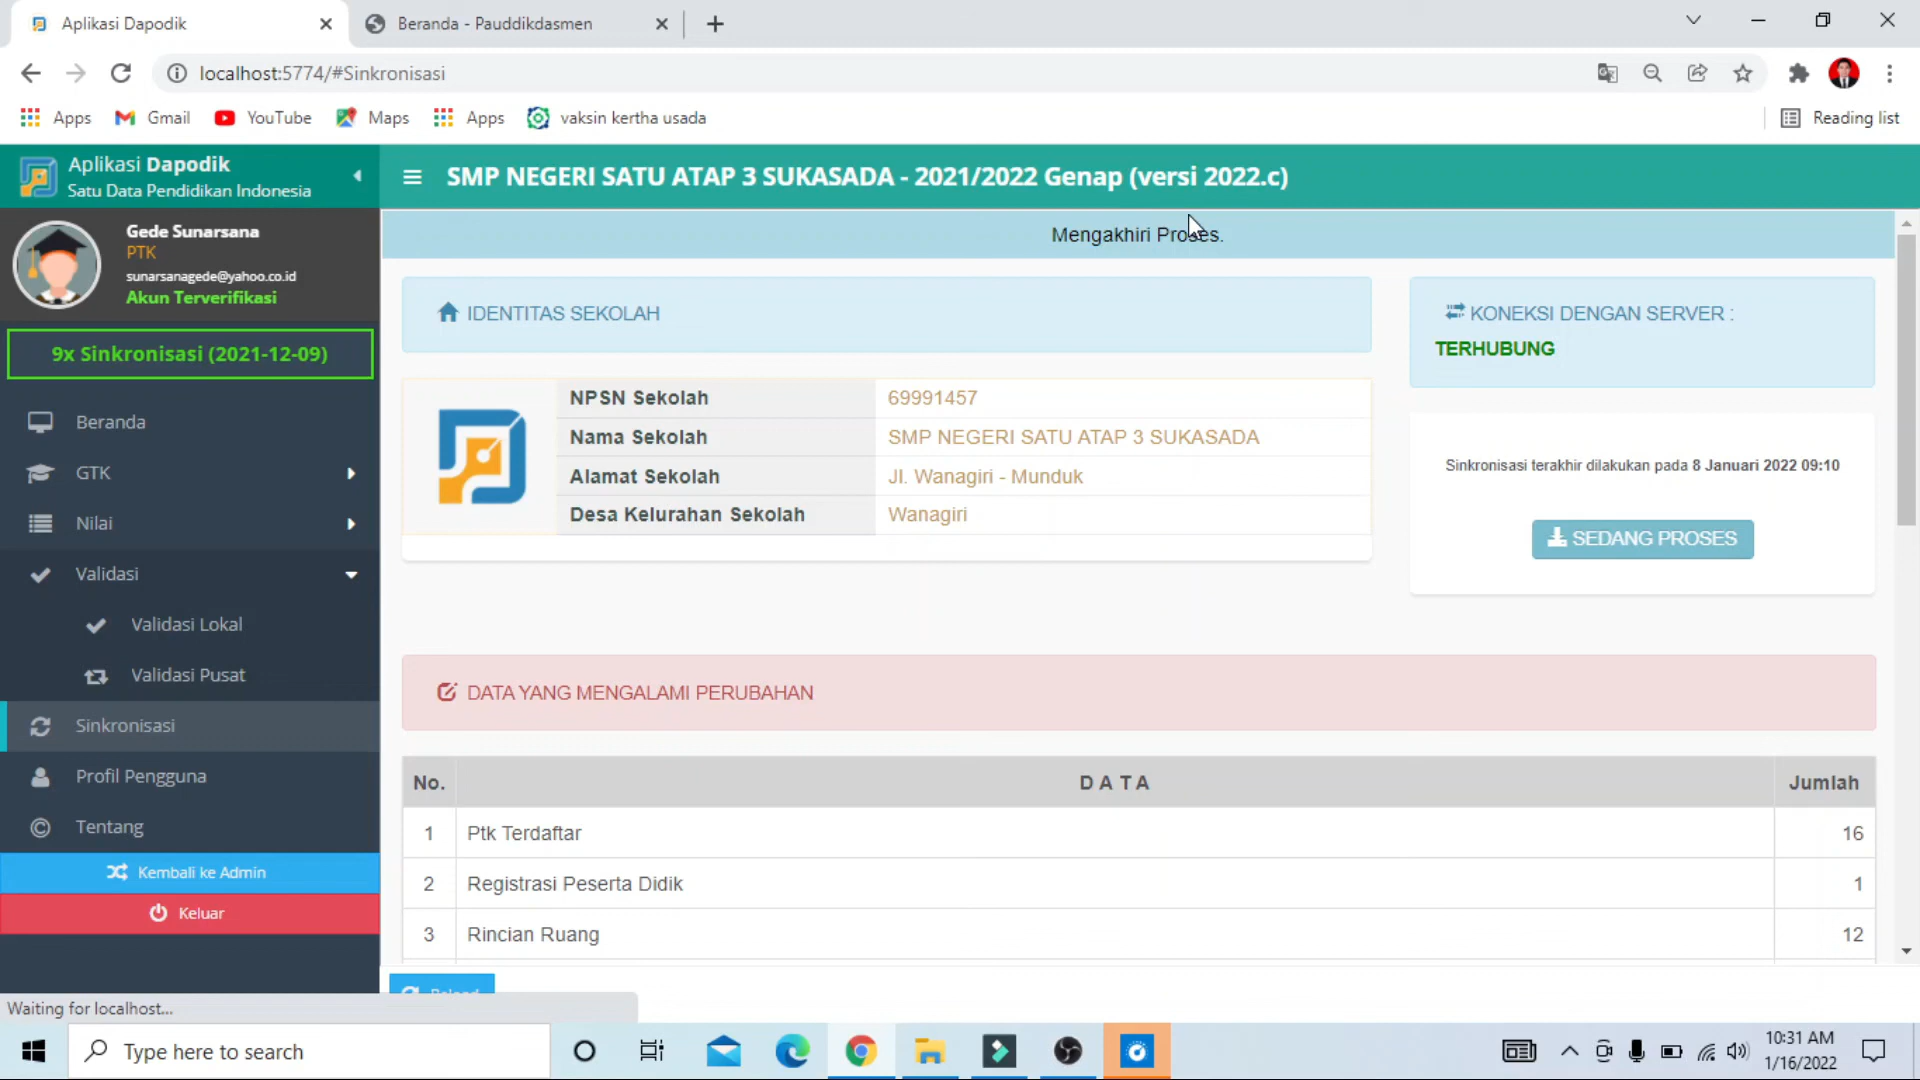 Aplikasi Dapodik
Beranda - Pauddikdasmen
localhost:5774/#Sinkronisasi
Apps
Gmail
YouTube
Maps
Apps
vaksin kertha usada
Reading list
Aplikasi Dapodik
Satu Data Pendidikan Indonesia
SMP NEGERI SATU ATAP 3 SUKASADA - 2021/2022 Genap (versi 2022.c)
Gede Sunarsana
PTK
sunarsanagede@yahoo.co.id
Akun Terverifikasi
9x Sinkronisasi (2021-12-09)
Beranda
GTK
Nilai
Validasi
Validasi Lokal
Validasi Pusat
Sinkronisasi
Profil Pengguna
Tentang
Kembali ke Admin
Keluar
Mengakhiri Proses.
IDENTITAS SEKOLAH
NPSN Sekolah 69991457
Nama Sekolah SMP NEGERI SATU ATAP 3 SUKASADA
Alamat Sekolah Jl. Wanagiri - Munduk
Desa Kelurahan Sekolah Wanagiri
KONEKSI DENGAN SERVER :
TERHUBUNG
Sinkronisasi terakhir dilakukan pada 8 Januari 2022 09:10
SEDANG PROSES
DATA YANG MENGALAMI PERUBAHAN
No. D A T A Jumlah
1 Ptk Terdaftar 16
2 Registrasi Peserta Didik 1
3 Rincian Ruang 12
Waiting for localhost...
Type here to search
10:31 AM
1/16/2022